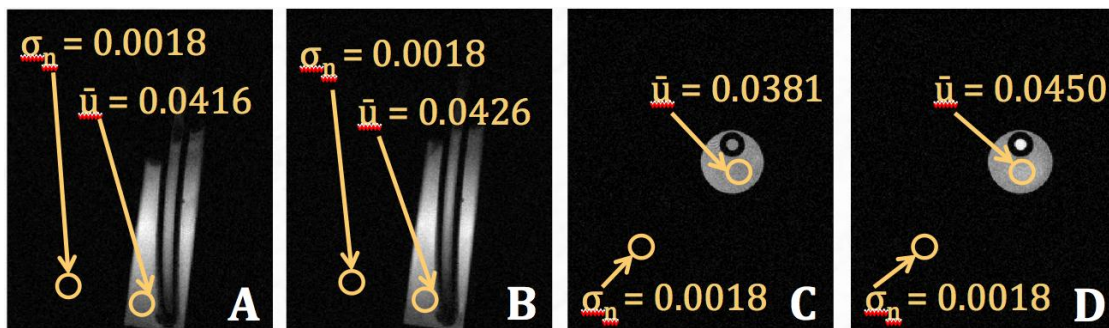 σn = 0.0018
ū = 0.0416
A
σn = 0.0018
ū = 0.0426
B
ū = 0.0381
σn = 0.0018
C
ū = 0.0450
σn = 0.0018
D